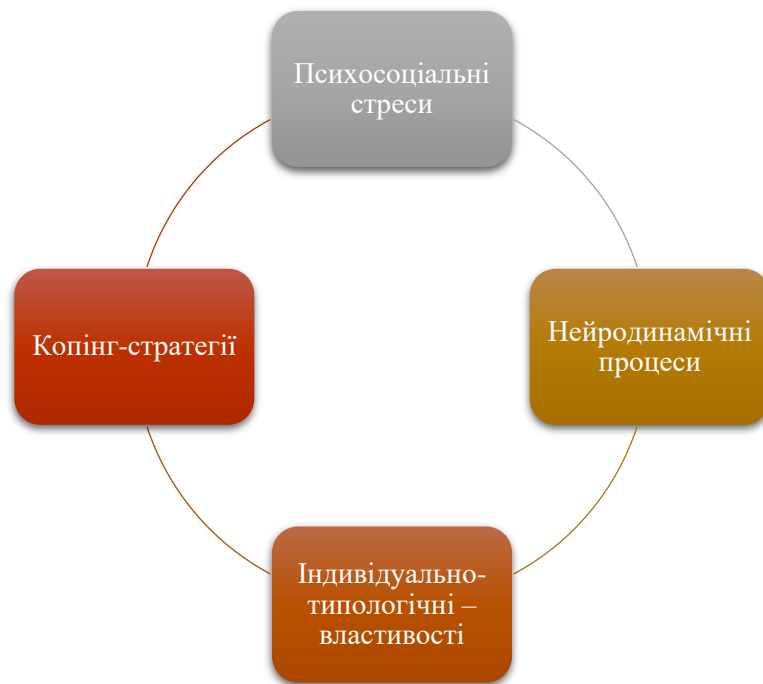 Психосоціальні
стреси
Копінг-стратегії
Нейродинамічні
процеси
Індивідуально-
типологічні –
властивості